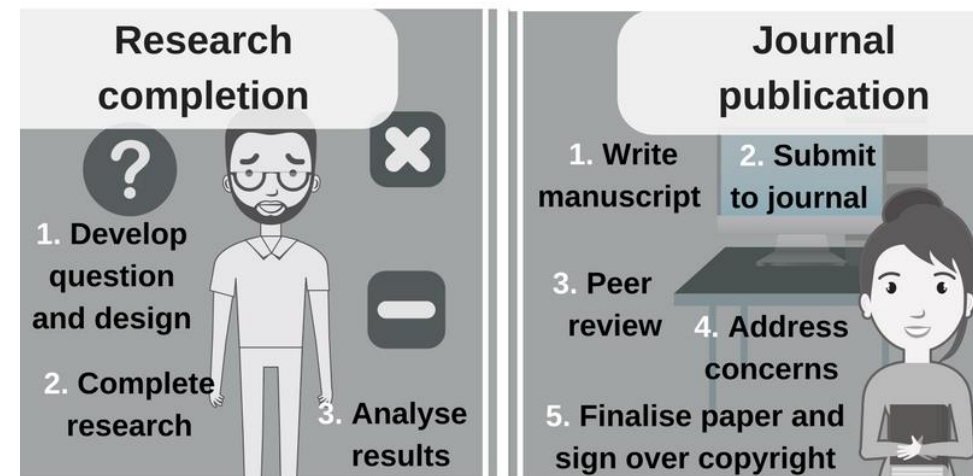 Research
completion
?
1. Develop
question
and design
2. Complete
research
3. Analyse
results
Journal
publication
1. Write
manuscript
2. Submit
to journal
3. Peer
review
4. Address
concerns
5. Finalise paper and
sign over copyright